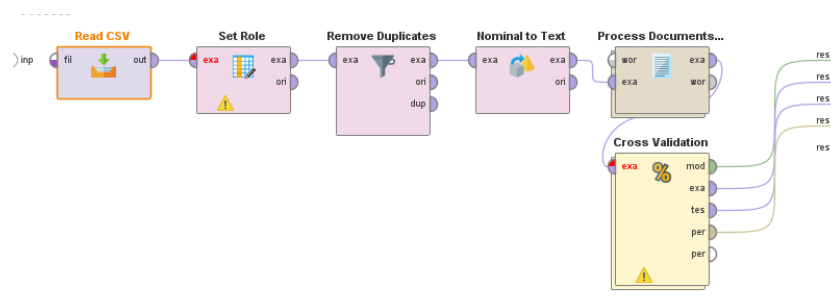 Read CSV
Set Role
Remove Duplicates
Nominal to Text
Process Documents...
inp
fil
out
exa
exa
ori
exa
exa
ori
dup
exa
exa
ori
wor
exa
exa
wor
res
res
res
res
res
Cross Validation
exa
%
mod
exa
tes
per
per